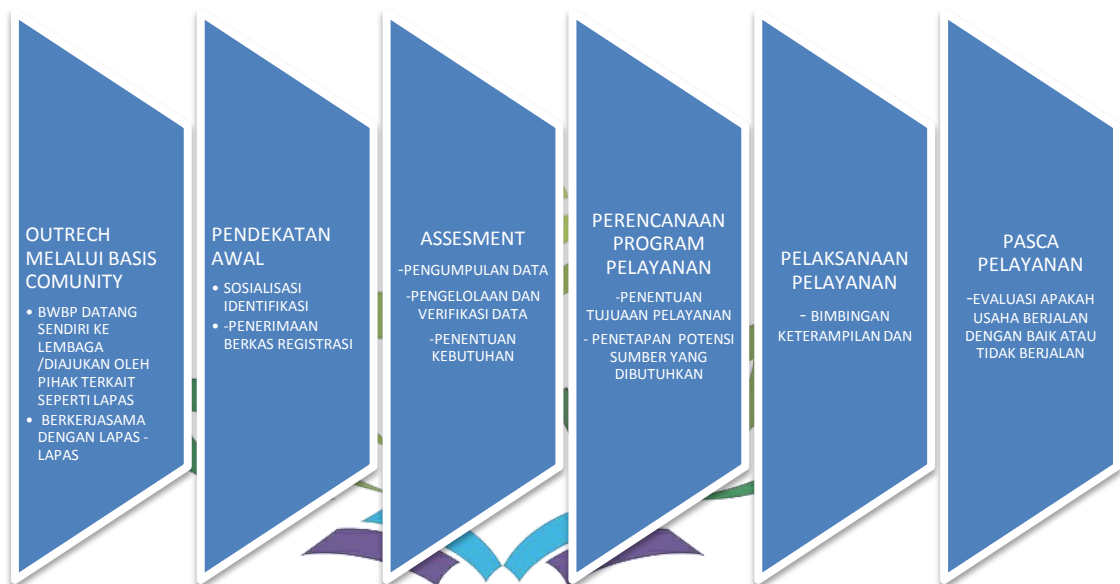 OUTRECH
MELALUI BASIS
COMUNITY
• BWBP DATANG
SENDIRI KE
LEMBAGA
/DIAJUKAN OLEH
PIHAK TERKAIT
SEPERTI LAPAS
• BERKERJASAMA
DENGAN LAPAS -
LAPAS
PENDEKATAN
AWAL
• SOSIALISASI
IDENTIFIKASI
• -PENERIMAAN
BERKAS REGISTRASI
ASSESMENT
-PENGUMPULAN DATA
-PENGELOLAAN DAN
VERIFIKASI DATA
-PENENTUAN
KEBUTUHAN
PERENCANAAN
PROGRAM
PELAYANAN
-PENENTUAN
TUJUAAN PELAYANAN
- PENETAPAN POTENSI
SUMBER YANG
DIBUTUHKAN
PELAKSANAAN
PELAYANAN
- BIMBINGAN
KETERAMPILAN DAN
PASCA
PELAYANAN
-EVALUASI APAKAH
USAHA BERJALAN
DENGAN BAIK ATAU
TIDAK BERJALAN